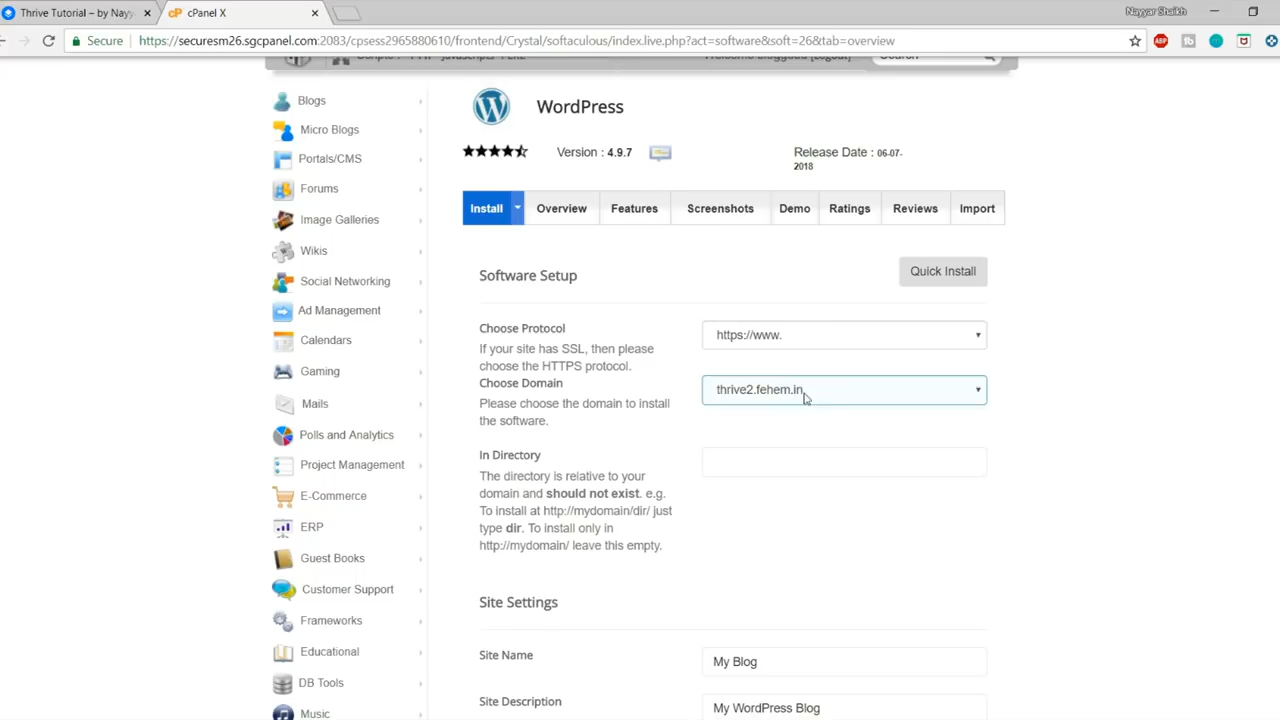 Thrive Tutorial – by Nayy
cPanel X
Nayyar Shaikh
Secure
https://securesm26.sgcpanel.com:2083/cpsess2965880610/frontend/Crystal/softaculous/index.live.php?act=software&soft=26&tab=overview
Blogs
Micro Blogs
Portals/CMS
Forums
Image Galleries
Wikis
Social Networking
Ad Management
Calendars
Gaming
Mails
Polls and Analytics
Project Management
E-Commerce
ERP
Guest Books
Customer Support
Frameworks
Educational
DB Tools
Music
WordPress
Version : 4.9.7
Release Date : 06-07-
2018
Install Overview Features Screenshots Demo Ratings Reviews Import
Software Setup
Quick Install
Choose Protocol
If your site has SSL, then please
choose the HTTPS protocol.
https://www.
Choose Domain
Please choose the domain to install
the software.
thrive2.fehem.in
In Directory
The directory is relative to your
domain and should not exist. e.g.
To install at http://mydomain/dir/ just
type dir. To install only in
http://mydomain/ leave this empty.
Site Settings
Site Name
My Blog
Site Description
My WordPress Blog